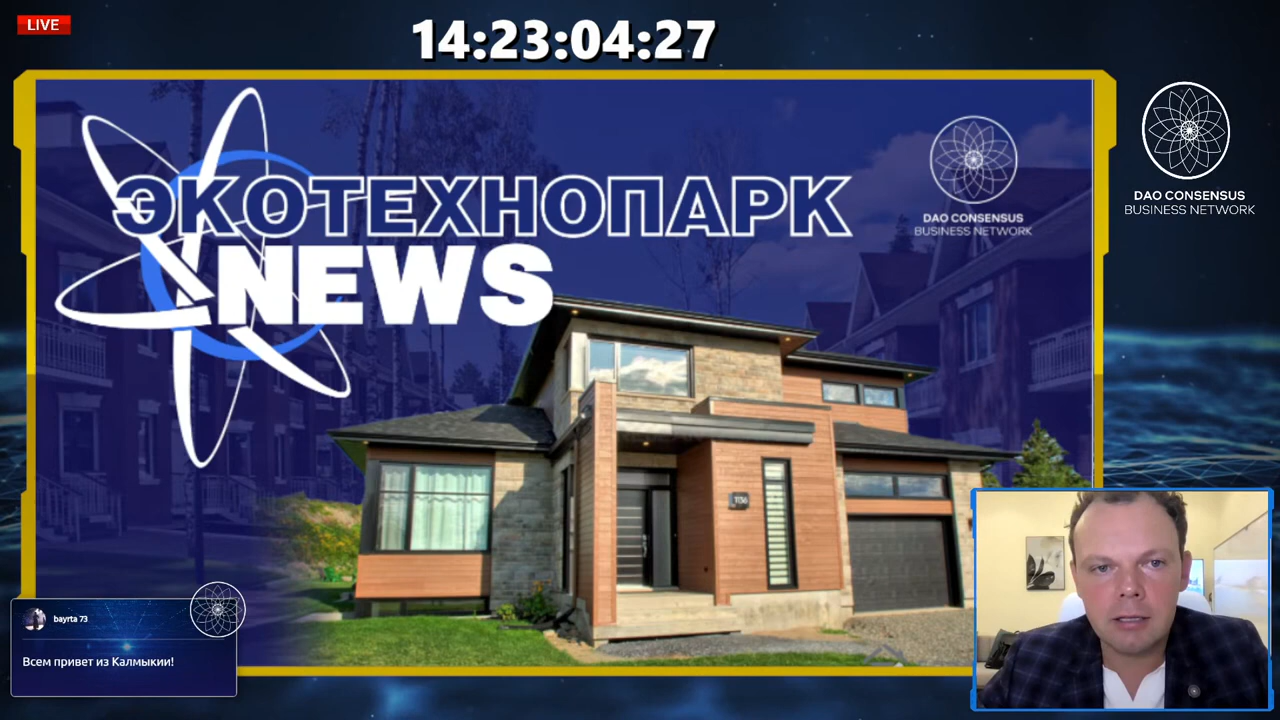 LIVE
14:23:04:27
ЭКОТЕХНОПАРК
NEWS
DAO CONSENSUS
BUSINESS NETWORK
DAO CONSENSUS
BUSINESS NETWORK
1136
bayrta 73
Всем привет из Калмыкии!